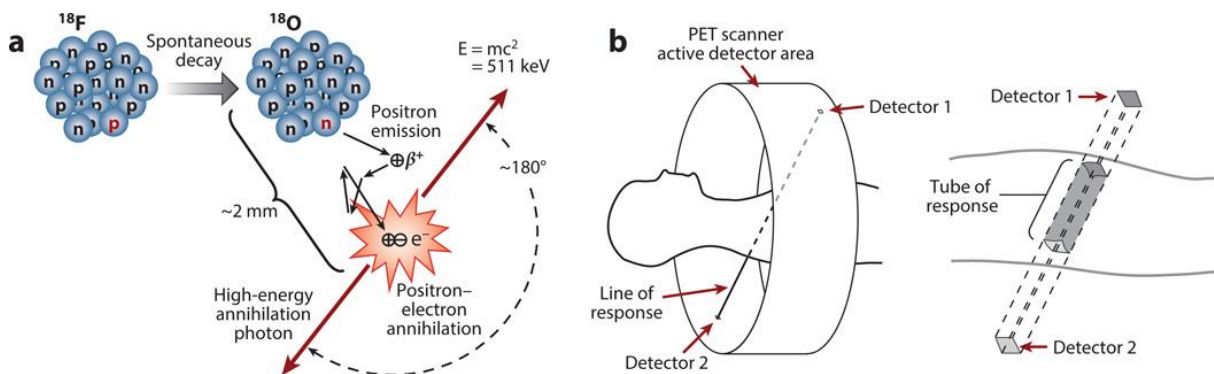 a
¹⁸F
Spontaneous
decay
¹⁸O
n p p
p n p n
n p n n
p n p p
n p
n p p
p n p n
n p n n
p n p p
n n
E = mc²
= 511 keV
Positron
emission
⊕β⁺
~180°
~2 mm
⊕⊖ e⁻
High-energy
annihilation
photon
Positron–
electron
annihilation
b
PET scanner
active detector area
Detector 1
Line of
response
Detector 2
Detector 1
Tube of
response
Detector 2